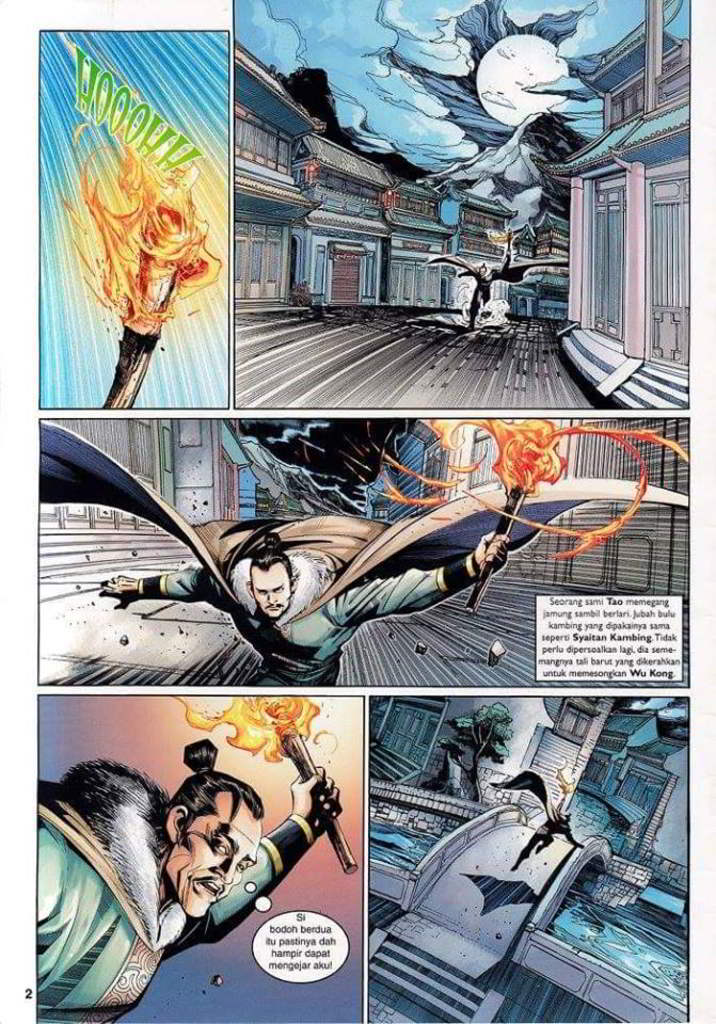 HOOOHH
Seorang sami Tao memegang
jamung sambil berlari. Jubah bulu
kambing yang dipakainya sama
seperti Syaitan Kambing. Tidak
perlu dipersoalkan lagi, dia seme-
mangnya tali barut yang dikerahkan
untuk memesongkan Wu Kong.
Si
bodoh berdua
itu pastinya dah
hampir dapat
mengejar aku!
2